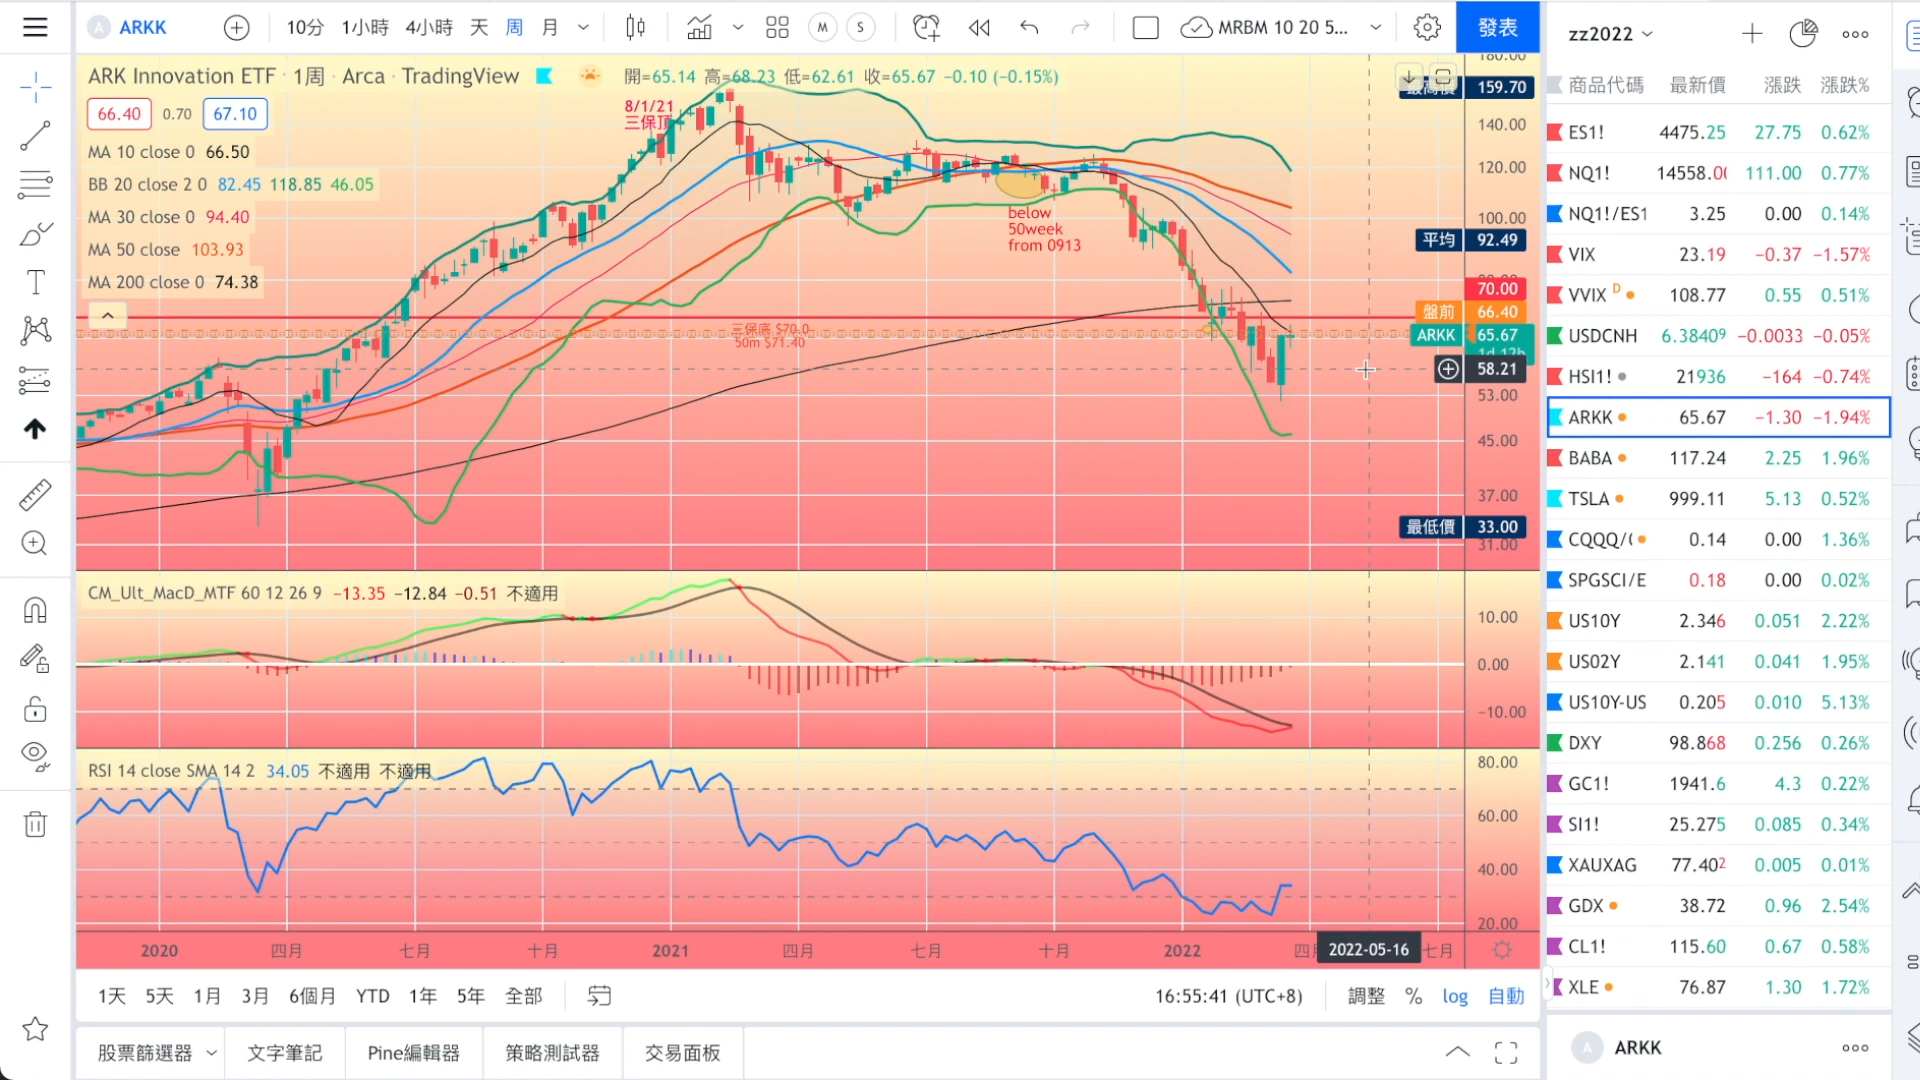 ARKK 10分 1小時 4小時 天 周 月 M S MRBM 10 20 5... 發表
ARK Innovation ETF · 1周 · Arca · TradingView 開=65.14 高=68.23 低=62.61 收=65.67 −0.10 (−0.15%)
66.40 0.70 67.10
MA 10 close 0 66.50
BB 20 close 2 0 82.45 118.85 46.05
MA 30 close 0 94.40
MA 50 close 103.93
MA 200 close 0 74.38
8/1/21
三保頂
below
50week
from 0913
三保底 $70.0
50m $71.40
180.00
最高價 159.70
140.00
120.00
100.00
平均 92.49
80.00
70.00
盤前 66.40
ARKK 65.67
1d 12h
58.21
53.00
45.00
37.00
最低價 33.00
31.00
CM_Ult_MacD_MTF 60 12 26 9 −13.35 −12.84 −0.51 不適用
10.00
0.00
−10.00
RSI 14 close SMA 14 2 34.05 不適用 不適用
80.00
60.00
40.00
20.00
2020 四月 七月 十月 2021 四月 七月 十月 2022 2022-05-16 七月
1天 5天 1月 3月 6個月 YTD 1年 5年 全部 16:55:41 (UTC+8) 調整 % log 自動
股票篩選器 文字筆記 Pine編輯器 策略測試器 交易面板
zz2022
商品代碼 最新價 漲跌 漲跌%
ES1! 4475.25 27.75 0.62%
NQ1! 14558.00 111.00 0.77%
NQ1!/ES1 3.25 0.00 0.14%
VIX 23.19 −0.37 −1.57%
VVIX D 108.77 0.55 0.51%
USDCNH 6.38409 −0.0033 −0.05%
HSI1! 21936 −164 −0.74%
ARKK 65.67 −1.30 −1.94%
BABA 117.24 2.25 1.96%
TSLA 999.11 5.13 0.52%
CQQQ/ 0.14 0.00 1.36%
SPGSCI/E 0.18 0.00 0.02%
US10Y 2.346 0.051 2.22%
US02Y 2.141 0.041 1.95%
US10Y-US 0.205 0.010 5.13%
DXY 98.868 0.256 0.26%
GC1! 1941.6 4.3 0.22%
SI1! 25.275 0.085 0.34%
XAUXAG 77.402 0.005 0.01%
GDX 38.72 0.96 2.54%
CL1! 115.60 0.67 0.58%
XLE 76.87 1.30 1.72%
A ARKK